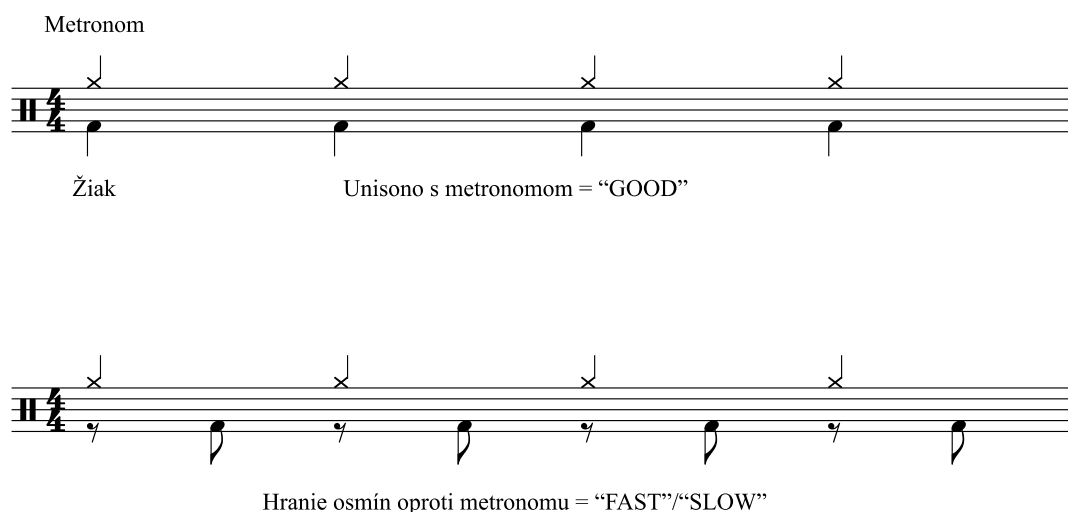 Metronom
Žiak
Unisono s metronomom = “GOOD”
Hranie osmín oproti metronomu = “FAST”/“SLOW”